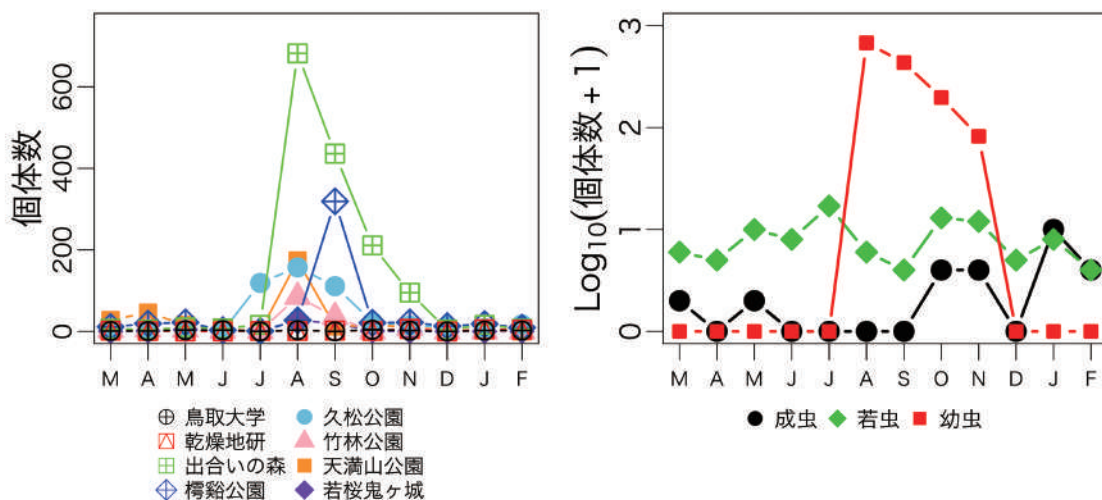 個体数
600
400
200
0
M A M J J A S O N D J F
⊕ 鳥取大学
乾燥地研
出合いの森
樗谿公園
久松公園
竹林公園
天満山公園
若桜鬼ヶ城
Log10(個体数 + 1)
3
2
1
0
M A M J J A S O N D J F
成虫 若虫 幼虫